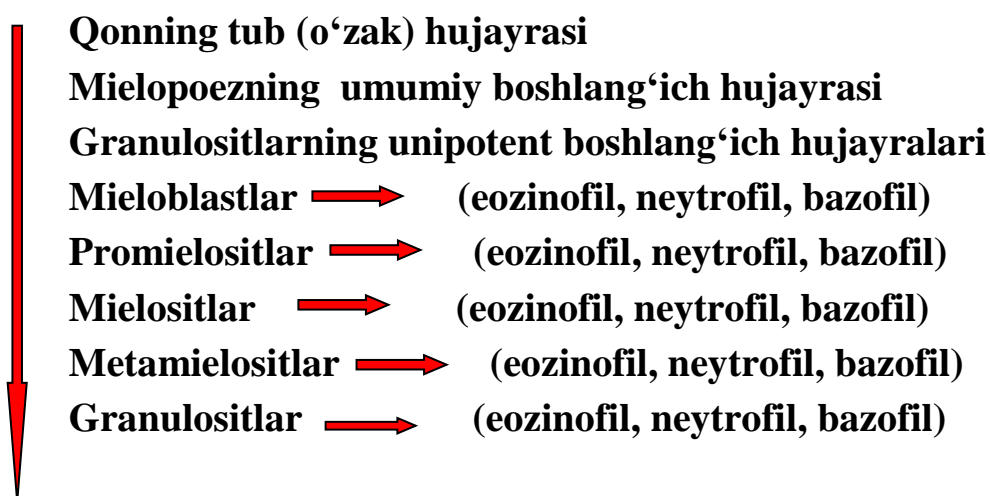 Qonning tub (o‘zak) hujayrasi
Mielopoezning umumiy boshlang‘ich hujayrasi
Granulositlarning unipotent boshlang‘ich hujayralari
Mieloblastlar (eozinofil, neytrofil, bazofil)
Promielositlar (eozinofil, neytrofil, bazofil)
Mielositlar (eozinofil, neytrofil, bazofil)
Metamielositlar (eozinofil, neytrofil, bazofil)
Granulositlar (eozinofil, neytrofil, bazofil)